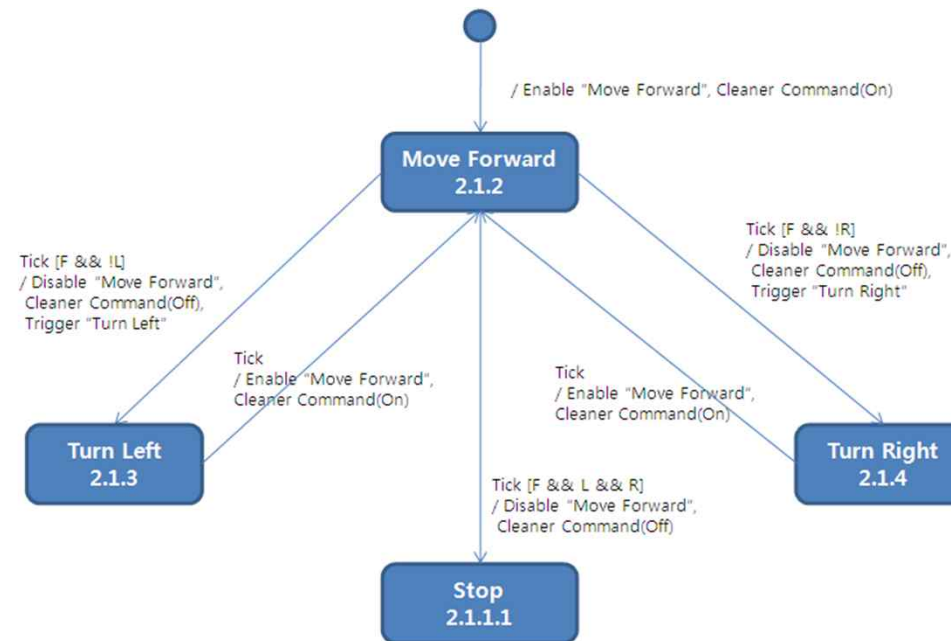 / Enable "Move Forward", Cleaner Command(On)
Move Forward
2.1.2
Tick [F && !L]
/ Disable "Move Forward",
Cleaner Command(Off),
Trigger "Turn Left"
Tick [F && !R]
/ Disable "Move Forward",
Cleaner Command(Off),
Trigger "Turn Right"
Tick
/ Enable "Move Forward",
Cleaner Command(On)
Tick
/ Enable "Move Forward",
Cleaner Command(On)
Turn Left
2.1.3
Turn Right
2.1.4
Tick [F && L && R]
/ Disable "Move Forward",
Cleaner Command(Off)
Stop
2.1.1.1